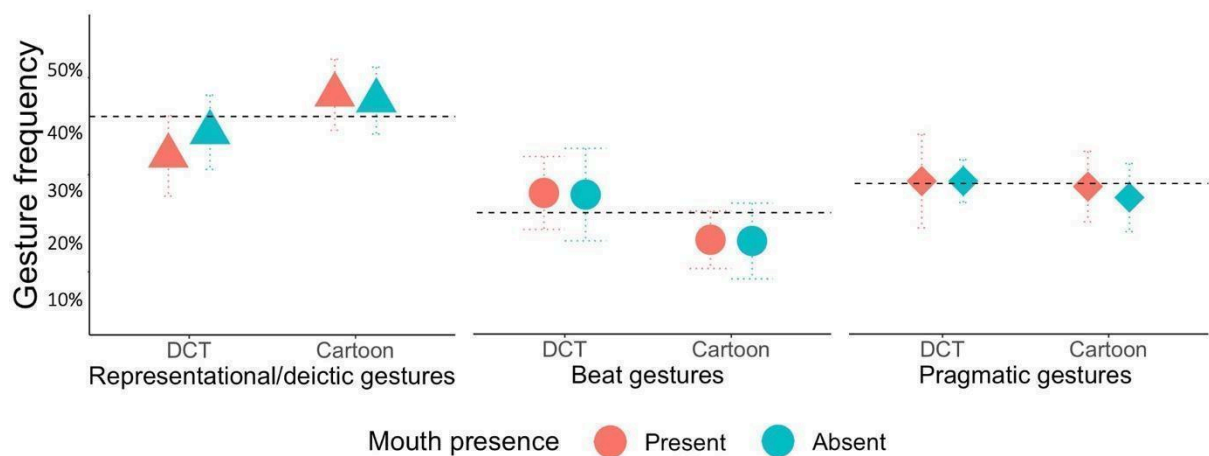 Gesture frequency
50%
40%
30%
20%
10%
DCT Cartoon
Representational/deictic gestures
DCT Cartoon
Beat gestures
DCT Cartoon
Pragmatic gestures
Mouth presence Present Absent